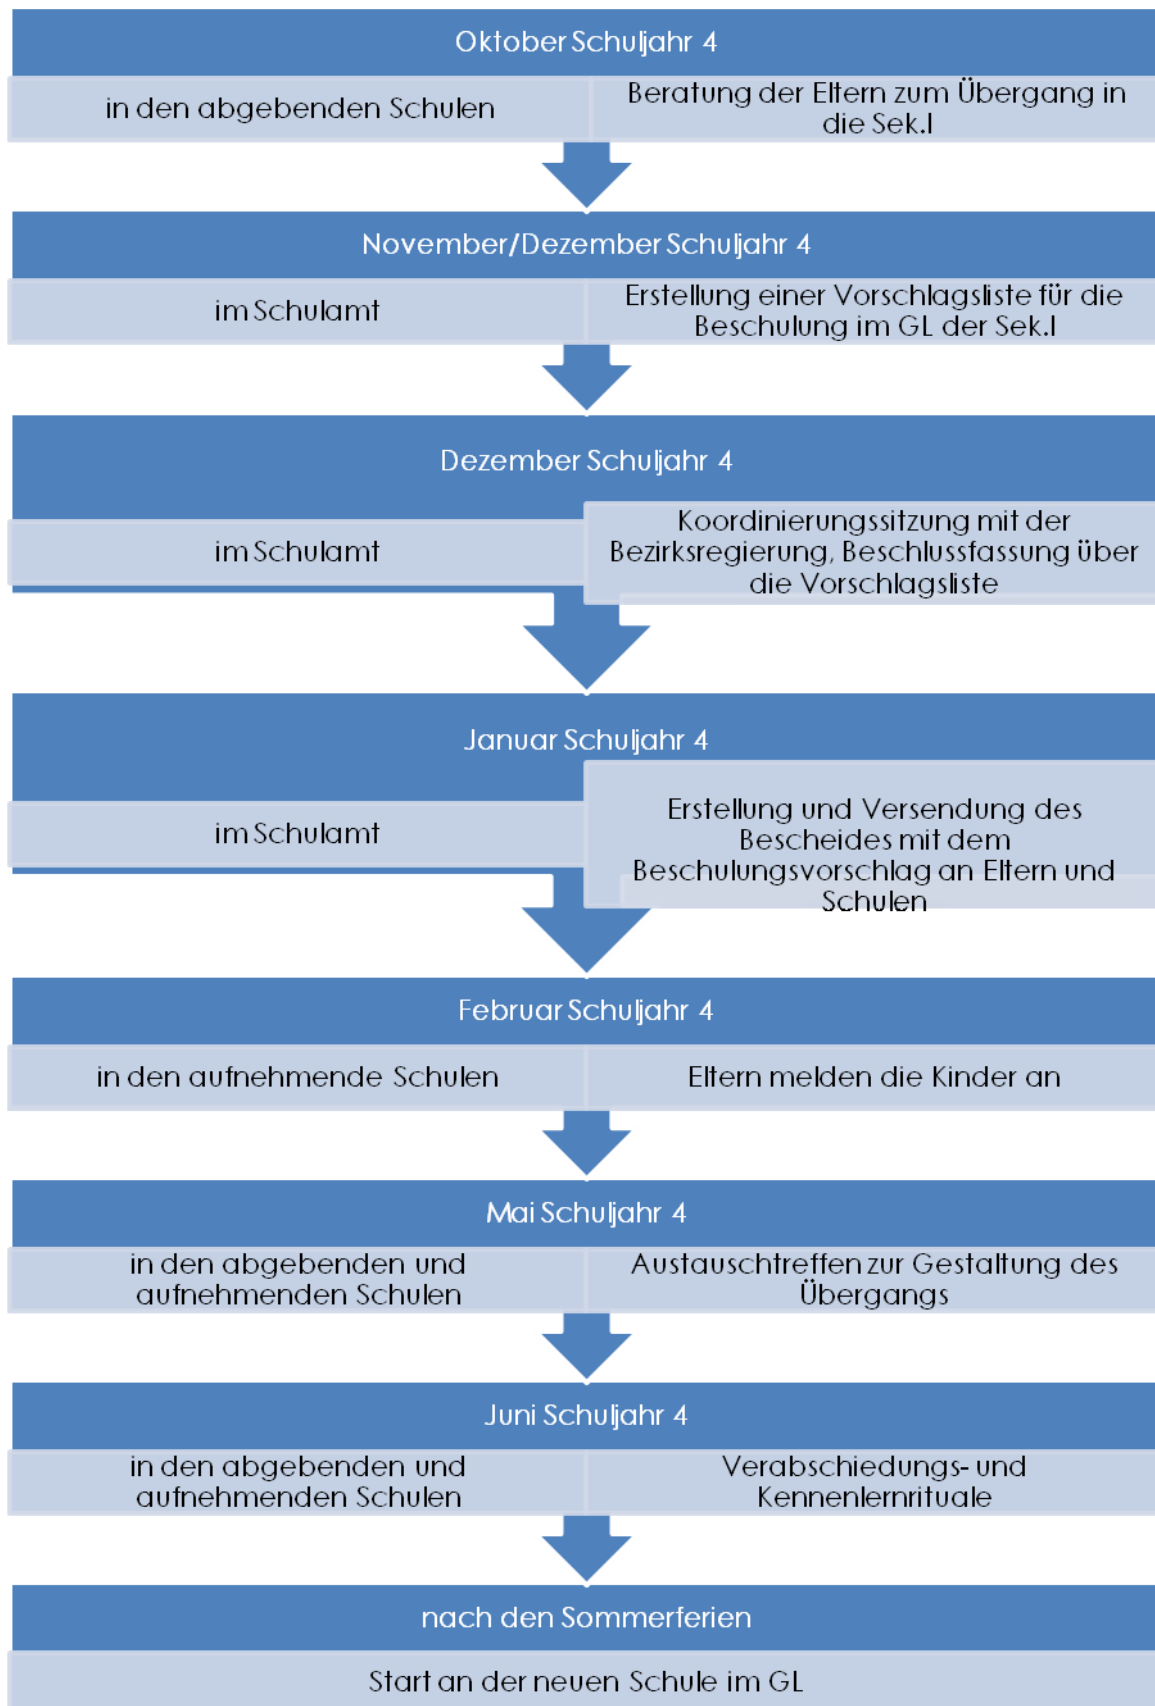 Oktober Schuljahr 4
in den abgebenden Schulen
Beratung der Eltern zum Übergang in
die Sek.I
November/Dezember Schuljahr 4
im Schulamt
Erstellung einer Vorschlagsliste für die
Beschulung im GL der Sek.I
Dezember Schuljahr 4
im Schulamt
Koordinierungssitzung mit der
Bezirksregierung, Beschlussfassung über
die Vorschlagsliste
Januar Schuljahr 4
im Schulamt
Erstellung und Versendung des
Bescheides mit dem
Beschulungsvorschlag an Eltern und
Schulen
Februar Schuljahr 4
in den aufnehmende Schulen
Eltern melden die Kinder an
Mai Schuljahr 4
in den abgebenden und
aufnehmenden Schulen
Austauschtreffen zur Gestaltung des
Übergangs
Juni Schuljahr 4
in den abgebenden und
aufnehmenden Schulen
Verabschiedungs- und
Kennenlernrituale
nach den Sommerferien
Start an der neuen Schule im GL